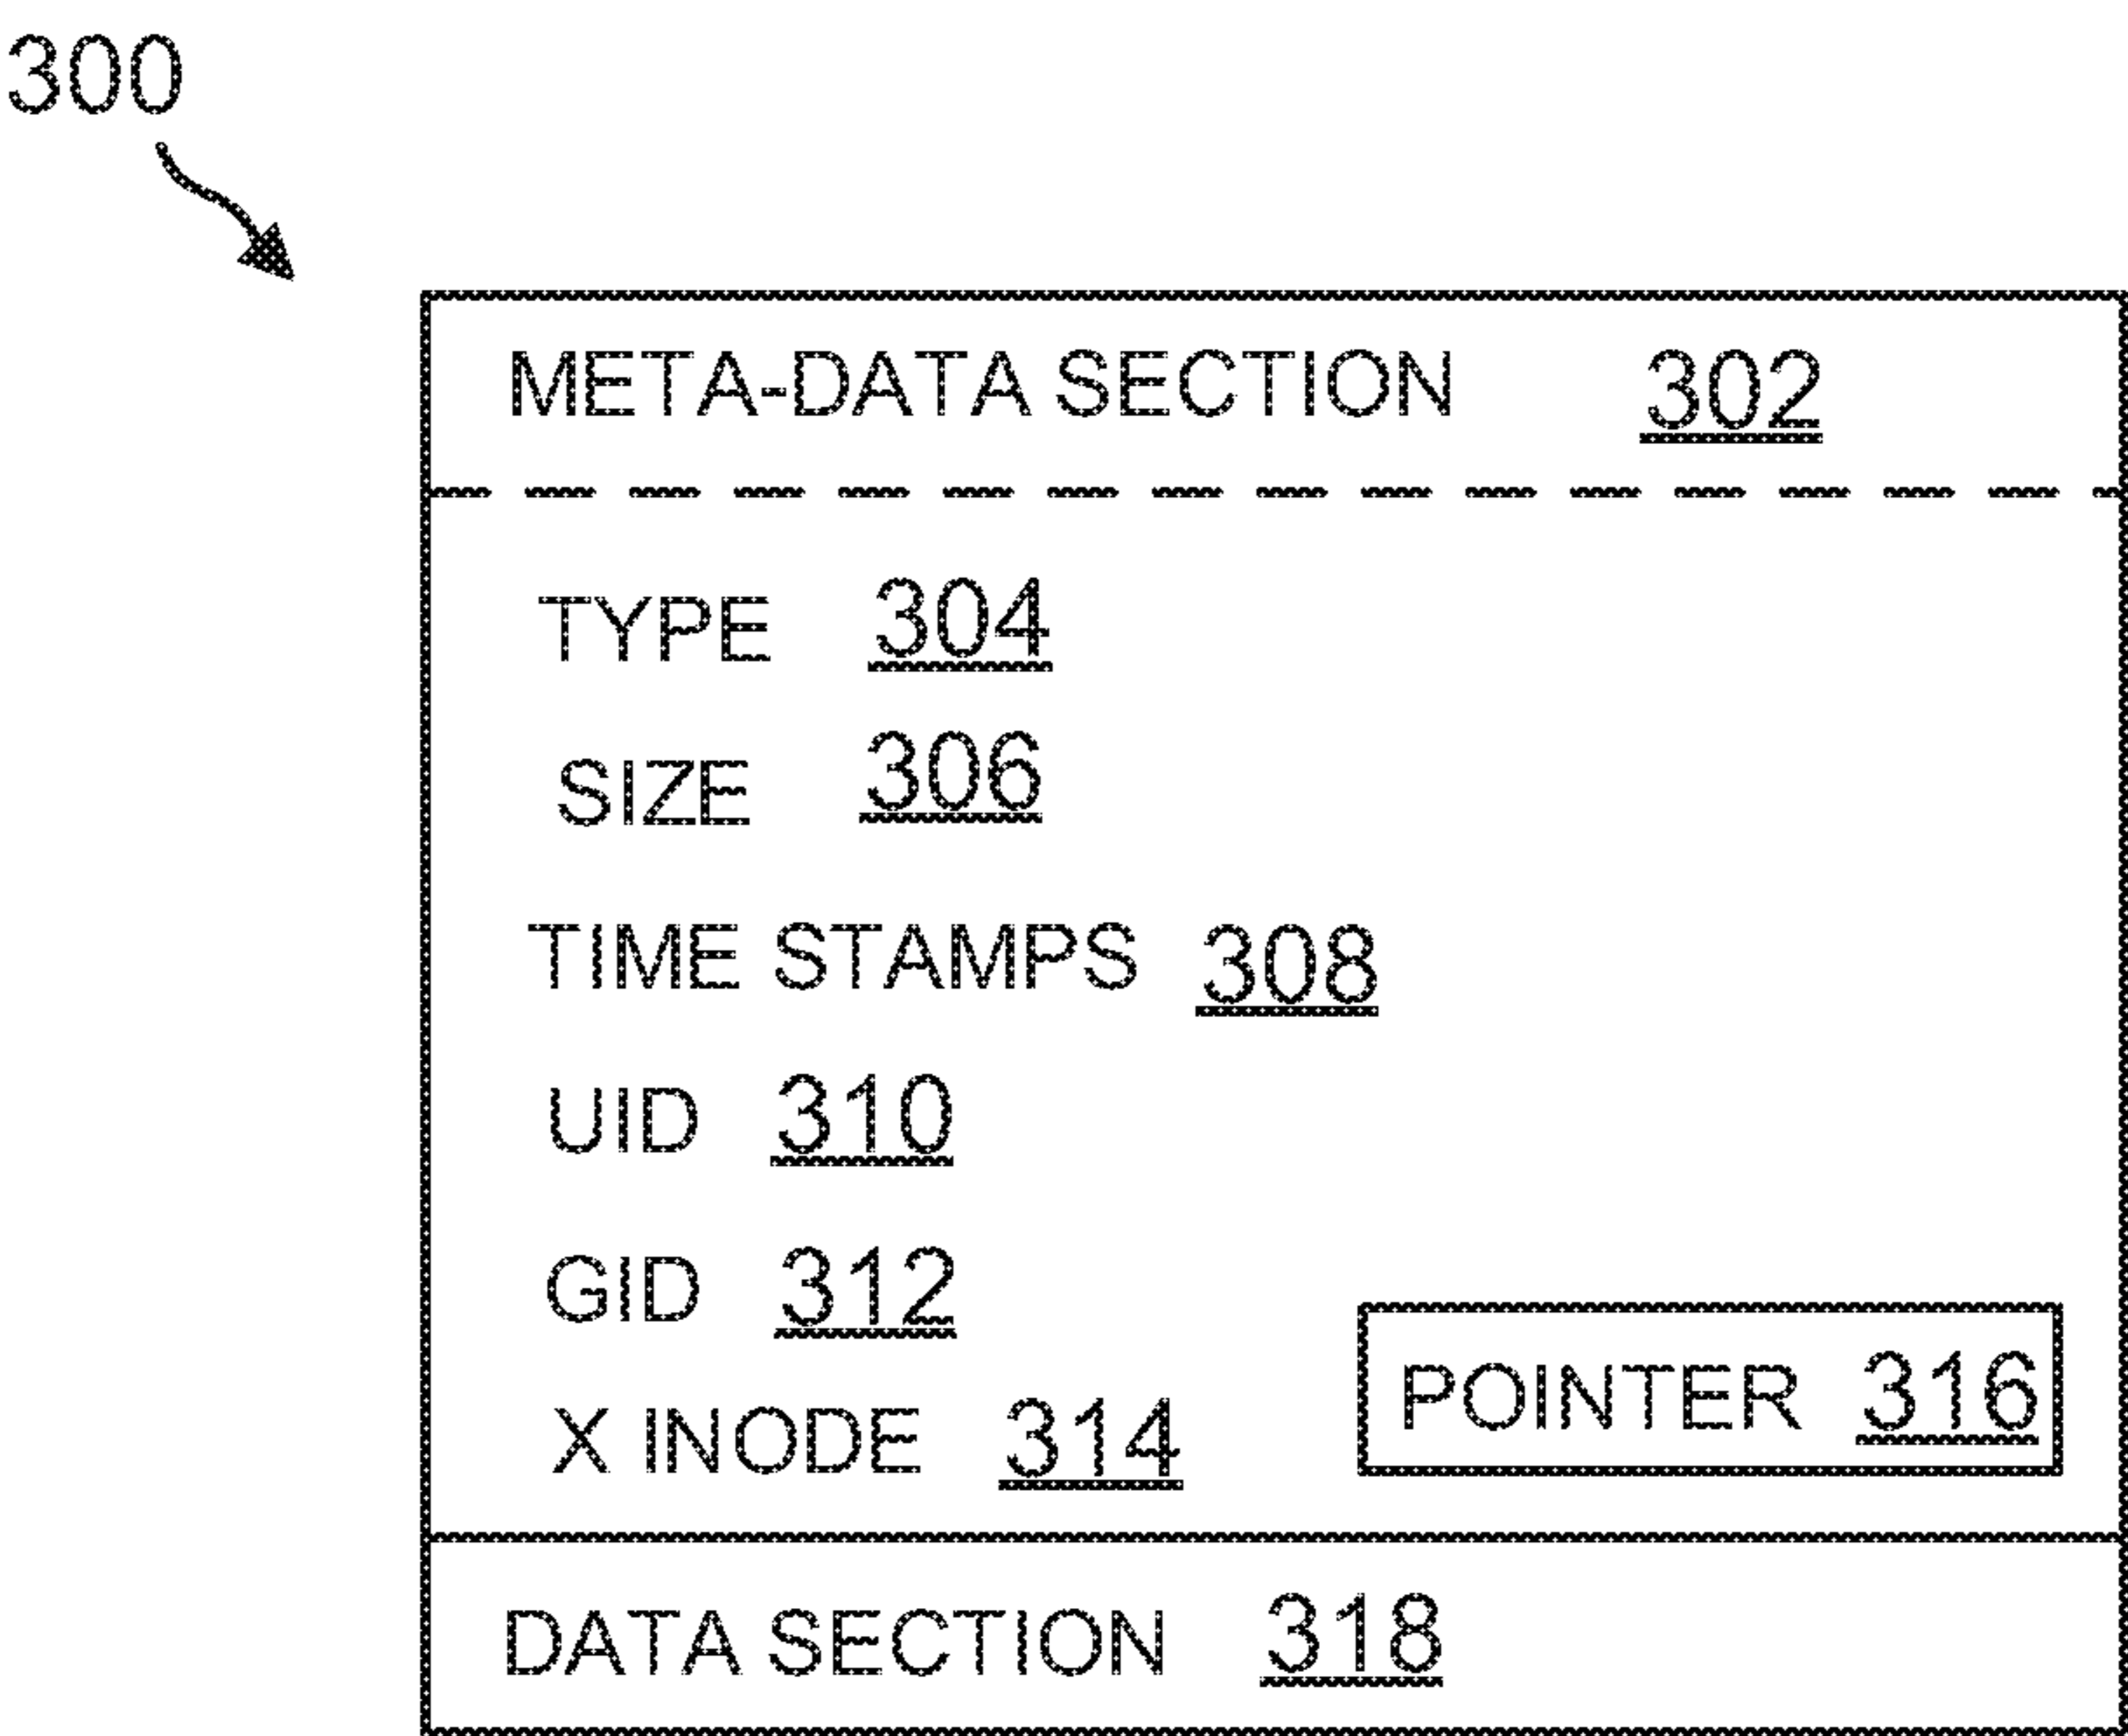 300
META-DATA SECTION 302
TYPE 304
SIZE 306
TIME STAMPS 308
UID 310
GID 312
X INODE 314
POINTER 316
DATA SECTION 318